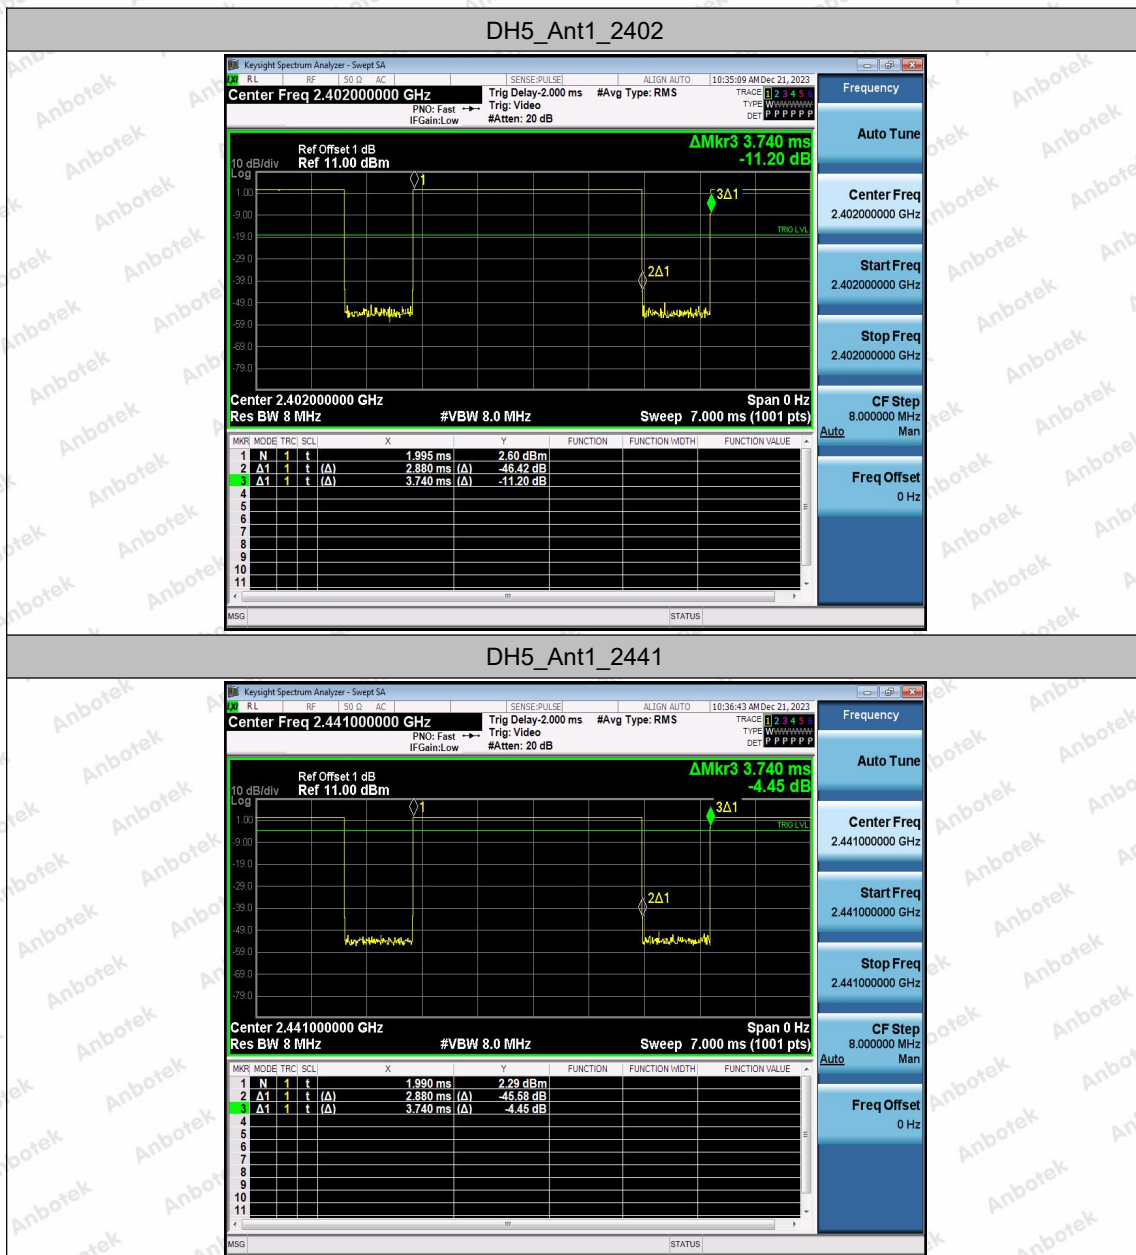 DH5_Ant1_2402
Keysight Spectrum Analyzer - Swept SA
LXI RL RF 50 Ω AC SENSE:PULSE ALIGN AUTO 10:35:09 AM Dec 21, 2023
Center Freq 2.402000000 GHz
PNO: Fast
IFGain:Low
Trig Delay-2.000 ms
Trig: Video
#Atten: 20 dB
#Avg Type: RMS
TRACE 1 2 3 4 5 6
TYPE W
DET P P P P P P
Frequency
Auto Tune
Center Freq
2.402000000 GHz
Start Freq
2.402000000 GHz
Stop Freq
2.402000000 GHz
CF Step
8.000000 MHz
Auto Man
Freq Offset
0 Hz
ΔMkr3 3.740 ms
-11.20 dB
Ref Offset 1 dB
10 dB/div Ref 11.00 dBm
Log
1.00
-9.00
-19.0
-29.0
-39.0
-49.0
-59.0
-69.0
-79.0
1
3Δ1
TRIG LVL
2Δ1
Center 2.402000000 GHz Span 0 Hz
Res BW 8 MHz #VBW 8.0 MHz Sweep 7.000 ms (1001 pts)
MKR MODE TRC SCL X Y FUNCTION FUNCTION WIDTH FUNCTION VALUE
1 N 1 t 1.995 ms 2.60 dBm
2 Δ1 1 t (Δ) 2.880 ms (Δ) -46.42 dB
3 Δ1 1 t (Δ) 3.740 ms (Δ) -11.20 dB
4
5
6
7
8
9
10
11
MSG STATUS
DH5_Ant1_2441
Keysight Spectrum Analyzer - Swept SA
LXI RL RF 50 Ω AC SENSE:PULSE ALIGN AUTO 10:36:43 AM Dec 21, 2023
Center Freq 2.441000000 GHz
PNO: Fast
IFGain:Low
Trig Delay-2.000 ms
Trig: Video
#Atten: 20 dB
#Avg Type: RMS
TRACE 1 2 3 4 5 6
TYPE W
DET P P P P P P
Frequency
Auto Tune
Center Freq
2.441000000 GHz
Start Freq
2.441000000 GHz
Stop Freq
2.441000000 GHz
CF Step
8.000000 MHz
Auto Man
Freq Offset
0 Hz
ΔMkr3 3.740 ms
-4.45 dB
Ref Offset 1 dB
10 dB/div Ref 11.00 dBm
Log
1.00
-9.00
-19.0
-29.0
-39.0
-49.0
-59.0
-69.0
-79.0
1
3Δ1
TRIG LVL
2Δ1
Center 2.441000000 GHz Span 0 Hz
Res BW 8 MHz #VBW 8.0 MHz Sweep 7.000 ms (1001 pts)
MKR MODE TRC SCL X Y FUNCTION FUNCTION WIDTH FUNCTION VALUE
1 N 1 t 1.990 ms 2.29 dBm
2 Δ1 1 t (Δ) 2.880 ms (Δ) -45.58 dB
3 Δ1 1 t (Δ) 3.740 ms (Δ) -4.45 dB
4
5
6
7
8
9
10
11
MSG STATUS
Anbotek